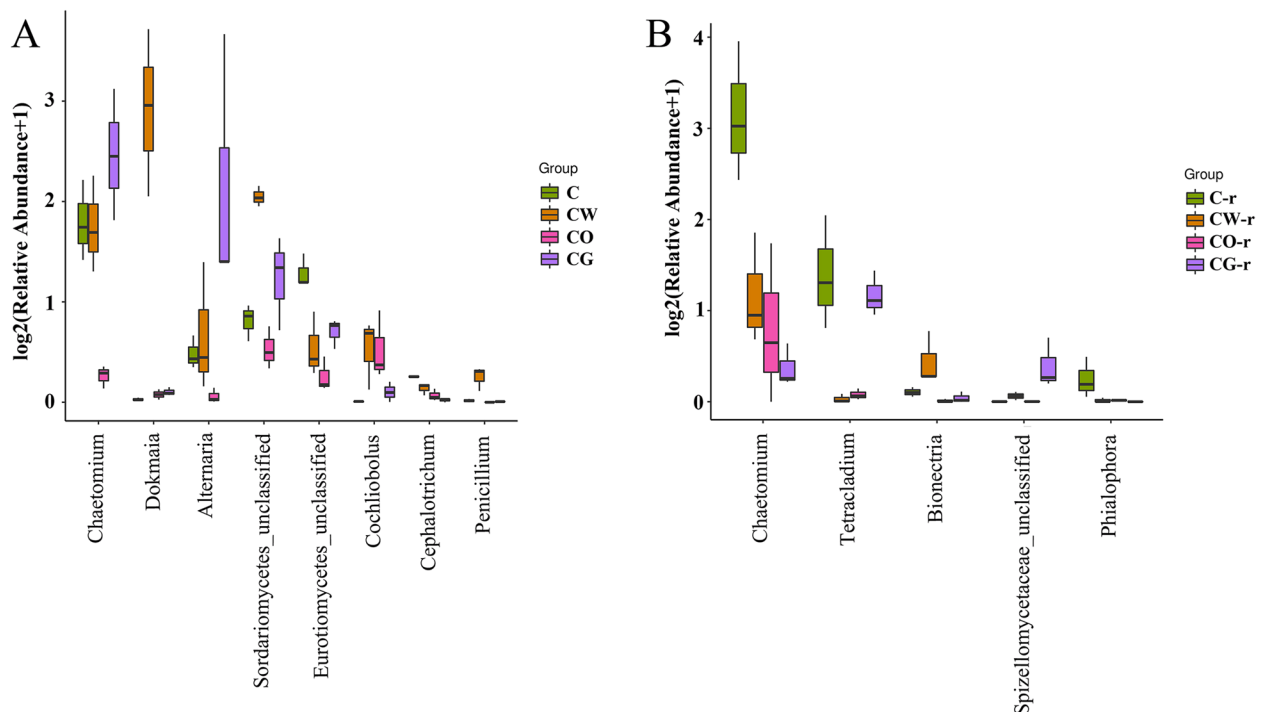 A
log2(Relative Abundance+1)
3
2
1
0
Chaetomium
Dokmaia
Alternaria
Sordariomycetes_unclassified
Eurotiomycetes_unclassified
Cochliobolus
Cephalotrichum
Penicillium
Group
C
CW
CO
CG
B
log2(Relative Abundance+1)
4
3
2
1
0
Chaetomium
Tetracladium
Bionectria
Spizellomycetaceae_unclassified
Phialophora
Group
C-r
CW-r
CO-r
CG-r